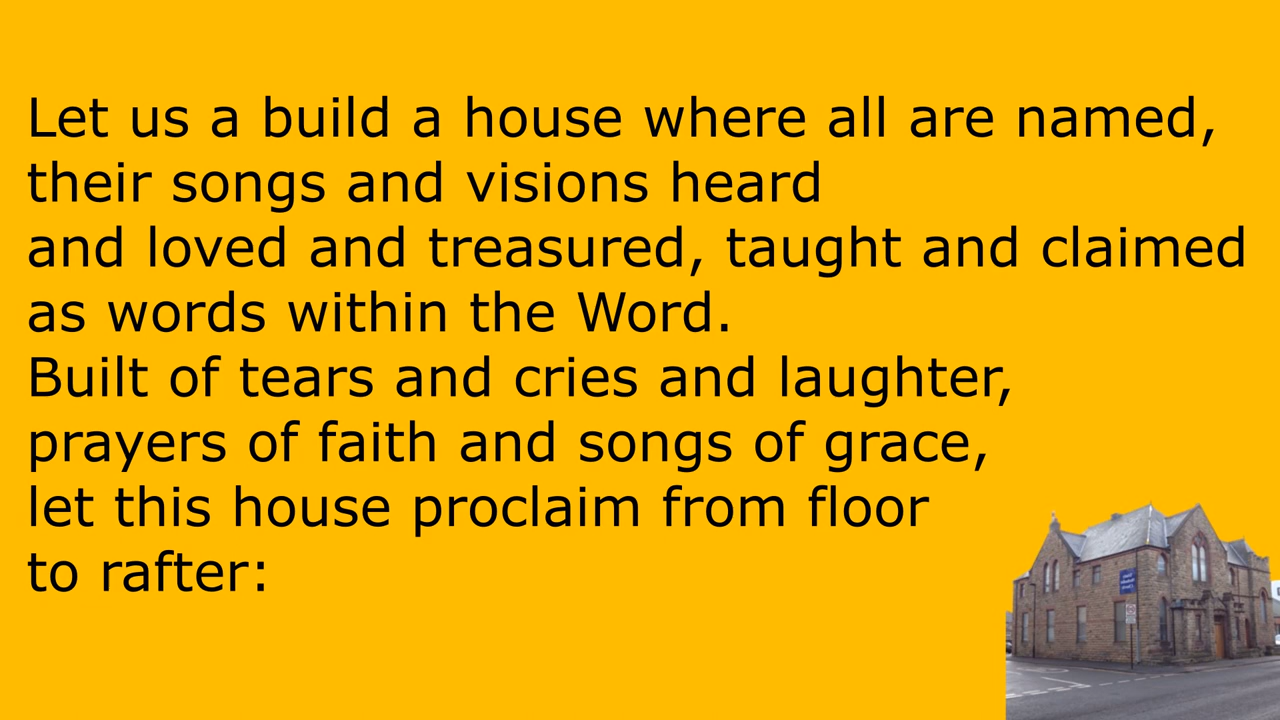 Let us a build a house where all are named,
their songs and visions heard
and loved and treasured, taught and claimed
as words within the Word.
Built of tears and cries and laughter,
prayers of faith and songs of grace,
let this house proclaim from floor
to rafter: